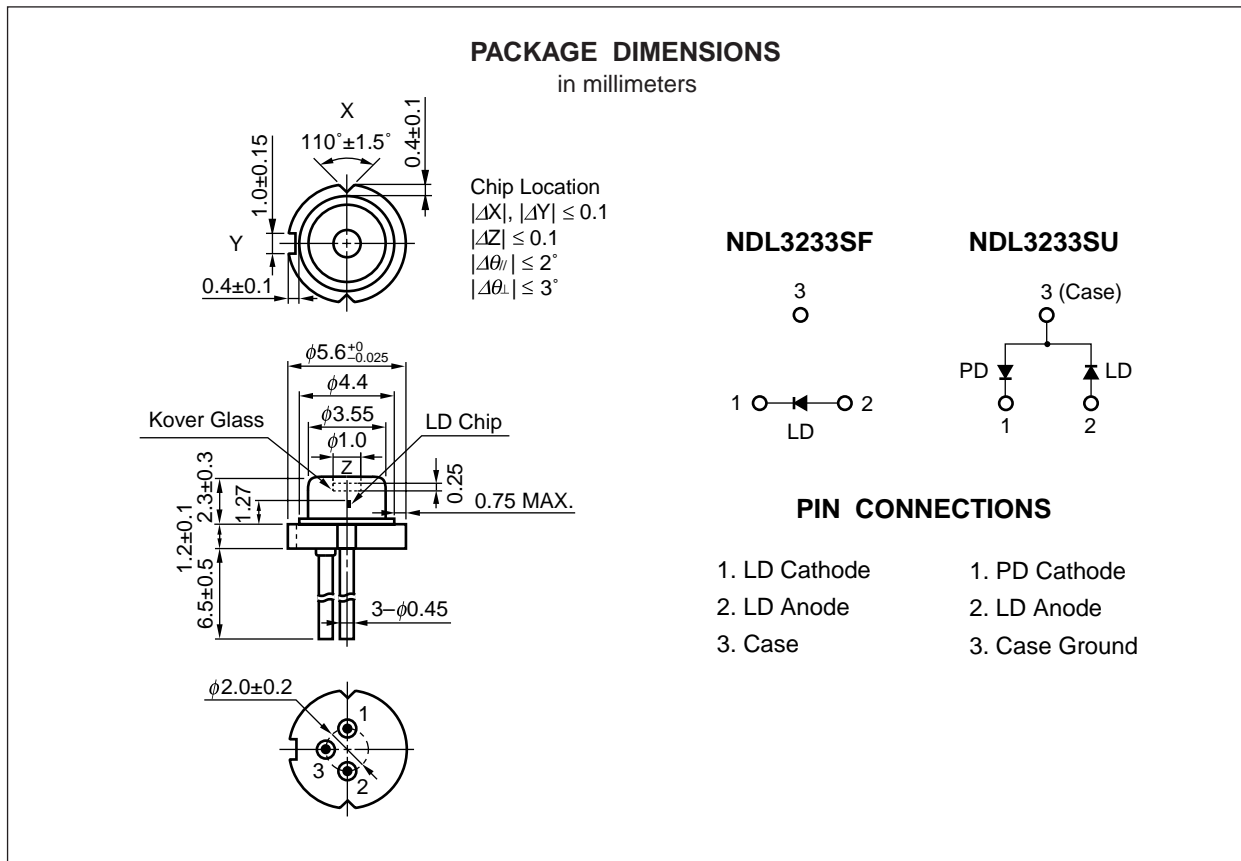 PACKAGE DIMENSIONS
in millimeters
X
110˚±1.5˚
0.4±0.1
1.0±0.15
Y
0.4±0.1
Chip Location
|ΔX|, |ΔY| ≤ 0.1
|ΔZ| ≤ 0.1
|Δθ//| ≤ 2˚
|Δθ⊥| ≤ 3˚
φ5.6 +0 –0.025
φ4.4
φ3.55
φ1.0
Kover Glass
LD Chip
Z
0.25
0.75 MAX.
2.3±0.3
1.27
1.2±0.1
6.5±0.5
3–φ0.45
φ2.0±0.2
1
3
2
NDL3233SF
3
1
2
LD
NDL3233SU
3 (Case)
PD
LD
1
2
PIN CONNECTIONS
1. LD Cathode
2. LD Anode
3. Case
1. PD Cathode
2. LD Anode
3. Case Ground